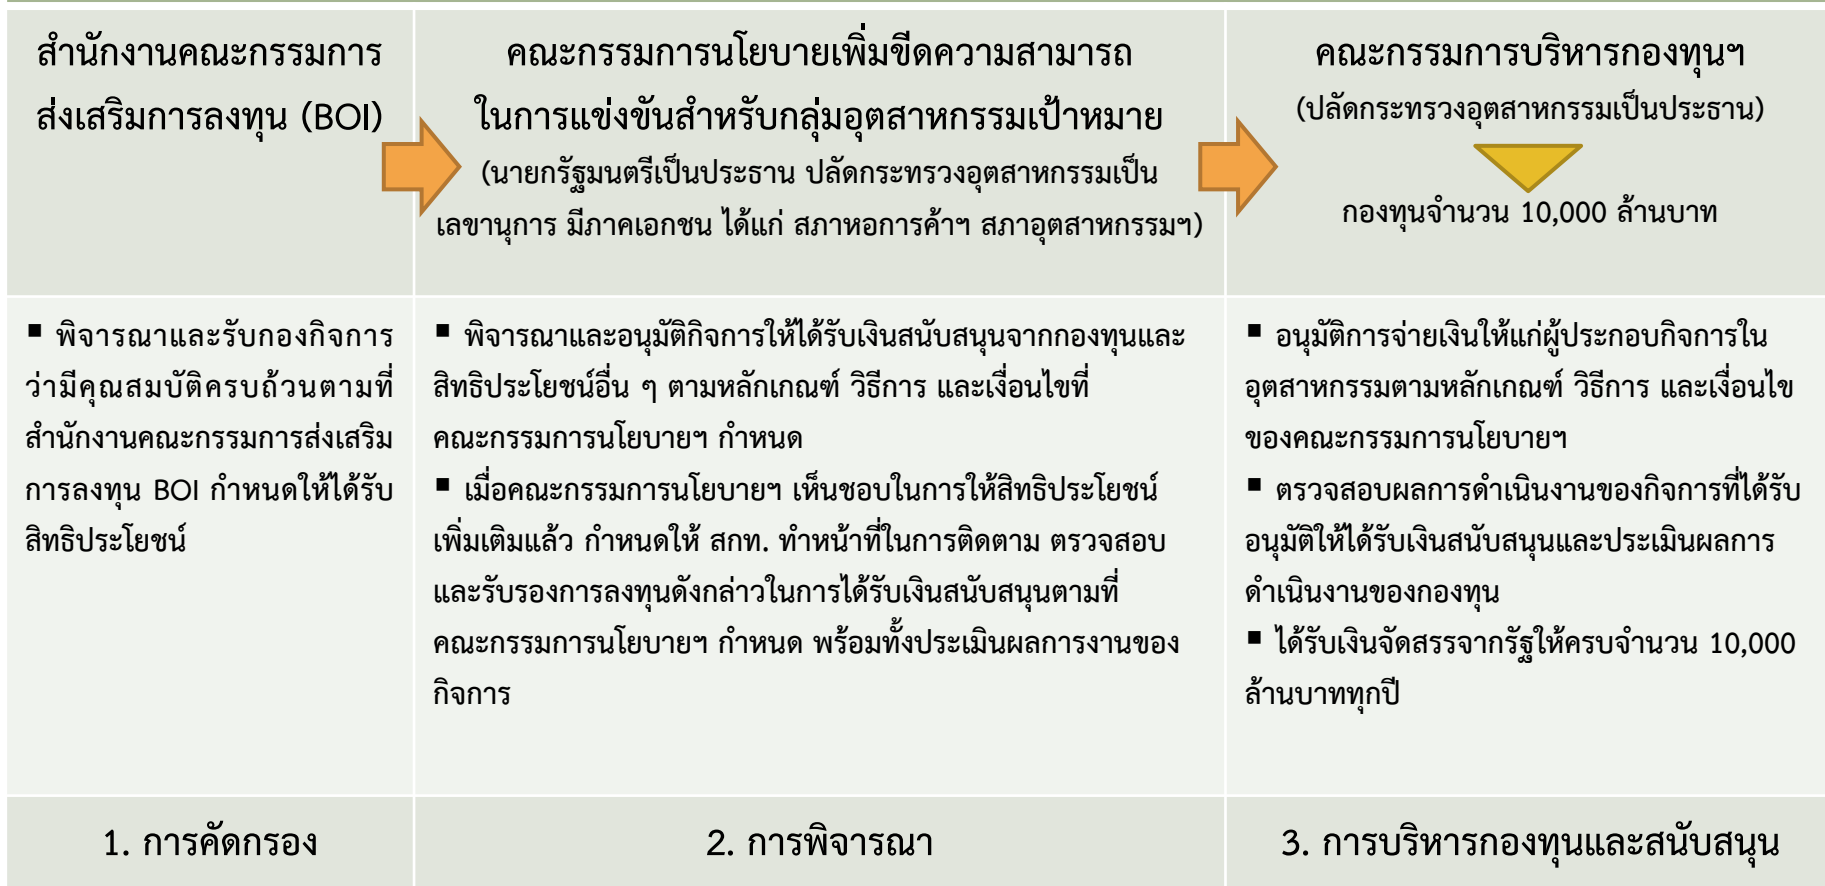 สำนักงานคณะกรรมการ
ส่งเสริมการลงทุน (BOI)
คณะกรรมการนโยบายเพิ่มขีดความสามารถ
ในการแข่งขันสำหรับกลุ่มอุตสาหกรรมเป้าหมาย
(นายกรัฐมนตรีเป็นประธาน ปลัดกระทรวงอุตสาหกรรมเป็น
เลขานุการ มีภาคเอกชน ได้แก่ สภาหอการค้าฯ สภาอุตสาหกรรมฯ)
คณะกรรมการบริหารกองทุนฯ
(ปลัดกระทรวงอุตสาหกรรมเป็นประธาน)
กองทุนจำนวน 10,000 ล้านบาท
▪ พิจารณาและรับกองกิจการ
ว่ามีคุณสมบัติครบถ้วนตามที่
สำนักงานคณะกรรมการส่งเสริม
การลงทุน BOI กำหนดให้ได้รับ
สิทธิประโยชน์
▪ พิจารณาและอนุมัติกิจการให้ได้รับเงินสนับสนุนจากกองทุนและ
สิทธิประโยชน์อื่น ๆ ตามหลักเกณฑ์ วิธีการ และเงื่อนไขที่
คณะกรรมการนโยบายฯ กำหนด
▪ เมื่อคณะกรรมการนโยบายฯ เห็นชอบในการให้สิทธิประโยชน์
เพิ่มเติมแล้ว กำหนดให้ สกท. ทำหน้าที่ในการติดตาม ตรวจสอบ
และรับรองการลงทุนดังกล่าวในการได้รับเงินสนับสนุนตามที่
คณะกรรมการนโยบายฯ กำหนด พร้อมทั้งประเมินผลการงานของ
กิจการ
▪ อนุมัติการจ่ายเงินให้แก่ผู้ประกอบกิจการใน
อุตสาหกรรมตามหลักเกณฑ์ วิธีการ และเงื่อนไข
ของคณะกรรมการนโยบายฯ
▪ ตรวจสอบผลการดำเนินงานของกิจการที่ได้รับ
อนุมัติให้ได้รับเงินสนับสนุนและประเมินผลการ
ดำเนินงานของกองทุน
▪ ได้รับเงินจัดสรรจากรัฐให้ครบจำนวน 10,000
ล้านบาททุกปี
1. การคัดกรอง
2. การพิจารณา
3. การบริหารกองทุนและสนับสนุน